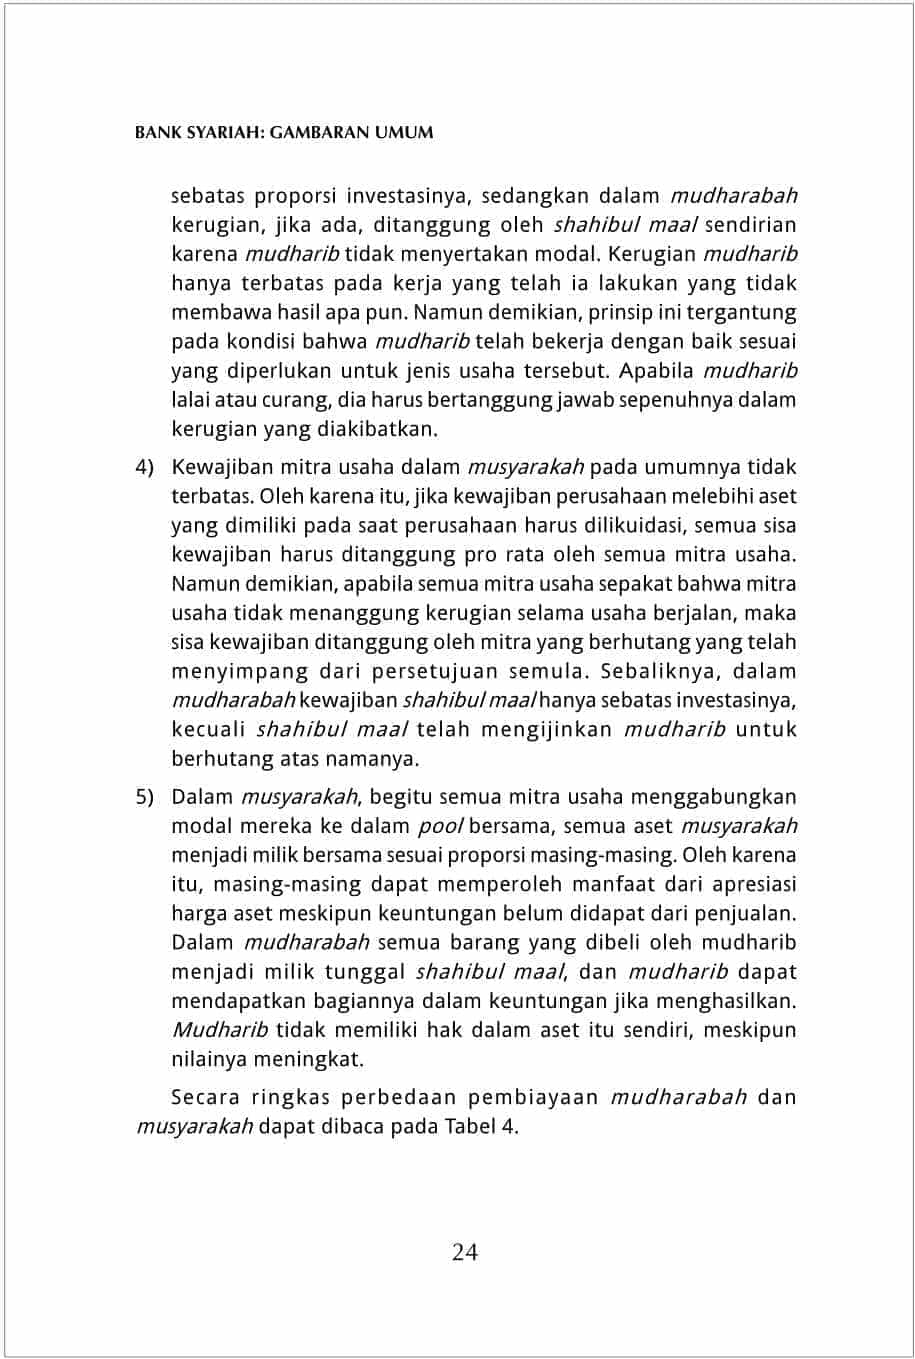 BANK SYARIAH: GAMBARAN UMUM
sebatas proporsi investasinya, sedangkan dalam mudharabah
kerugian, jika ada, ditanggung oleh shahibul maal sendirian
karena mudharib tidak menyertakan modal. Kerugian mudharib
hanya terbatas pada kerja yang telah ia lakukan yang tidak
membawa hasil apa pun. Namun demikian, prinsip ini tergantung
pada kondisi bahwa mudharib telah bekerja dengan baik sesuai
yang diperlukan untuk jenis usaha tersebut. Apabila mudharib
lalai atau curang, dia harus bertanggung jawab sepenuhnya dalam
kerugian yang diakibatkan.
4) Kewajiban mitra usaha dalam musyarakah pada umumnya tidak
terbatas. Oleh karena itu, jika kewajiban perusahaan melebihi aset
yang dimiliki pada saat perusahaan harus dilikuidasi, semua sisa
kewajiban harus ditanggung pro rata oleh semua mitra usaha.
Namun demikian, apabila semua mitra usaha sepakat bahwa mitra
usaha tidak menanggung kerugian selama usaha berjalan, maka
sisa kewajiban ditanggung oleh mitra yang berhutang yang telah
menyimpang dari persetujuan semula. Sebaliknya, dalam
mudharabah kewajiban shahibul maal hanya sebatas investasinya,
kecuali shahibul maal telah mengijinkan mudharib untuk
berhutang atas namanya.
5) Dalam musyarakah, begitu semua mitra usaha menggabungkan
modal mereka ke dalam pool bersama, semua aset musyarakah
menjadi milik bersama sesuai proporsi masing-masing. Oleh karena
itu, masing-masing dapat memperoleh manfaat dari apresiasi
harga aset meskipun keuntungan belum didapat dari penjualan.
Dalam mudharabah semua barang yang dibeli oleh mudharib
menjadi milik tunggal shahibul maal, dan mudharib dapat
mendapatkan bagiannya dalam keuntungan jika menghasilkan.
Mudharib tidak memiliki hak dalam aset itu sendiri, meskipun
nilainya meningkat.
Secara ringkas perbedaan pembiayaan mudharabah dan
musyarakah dapat dibaca pada Tabel 4.
24